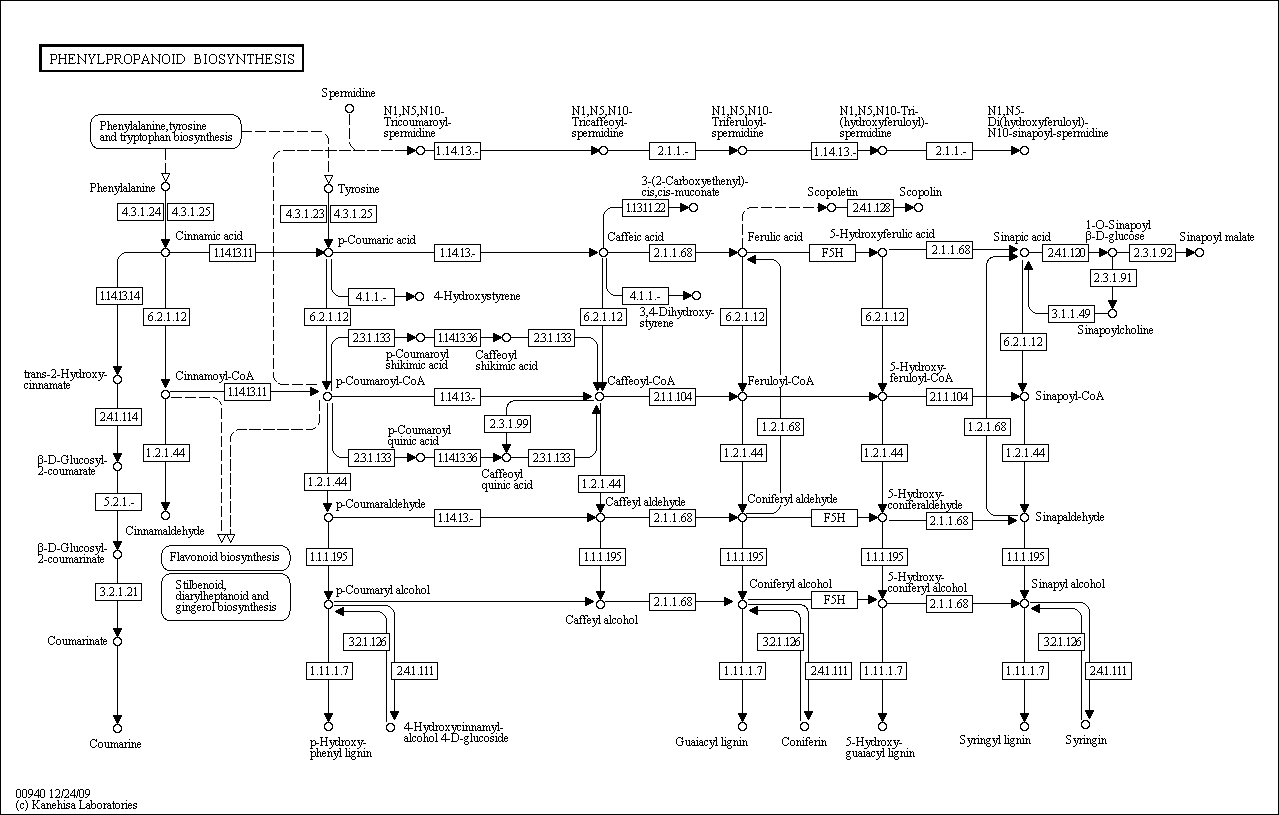 PHENYLPROPANOID BIOSYNTHESIS
Spermidine
N1,N5,N10-
Tricoumaroyl-
spermidine
N1,N5,N10-
Tricaffeoyl-
spermidine
N1,N5,N10-
Triferuloyl-
spermidine
N1,N5,N10-Tri-
(hydroxyferuloyl)-
spermidine
N1,N5-
Di(hydroxyferuloyl)-
N10-sinapoyl-spermidine
Phenylalanine,tyrosine
and tryptophan biosynthesis
1.14.13.-
2.1.1.-
1.14.13.-
2.1.1.-
Phenylalanine
Tyrosine
3-(2-Carboxyethenyl)-
cis,cis-muconate
Scopoletin
Scopolin
4.3.1.24
4.3.1.25
4.3.1.23
4.3.1.25
1.13.11.22
2.4.1.128
Cinnamic acid
p-Coumaric acid
Caffeic acid
Ferulic acid
5-Hydroxyferulic acid
Sinapic acid
1-O-Sinapoyl
β-D-glucose
Sinapoyl malate
1.14.13.11
1.14.13.-
2.1.1.68
F5H
2.1.1.68
2.4.1.120
2.3.1.92
2.3.1.91
1.14.13.14
4.1.1.-
4-Hydroxystyrene
4.1.1.-
3,4-Dihydroxy-
styrene
3.1.1.49
Sinapoylcholine
6.2.1.12
6.2.1.12
6.2.1.12
6.2.1.12
6.2.1.12
6.2.1.12
2.3.1.133
1.14.13.36
2.3.1.133
p-Coumaroyl
shikimic acid
Caffeoyl
shikimic acid
trans-2-Hydroxy-
cinnamate
Cinnamoyl-CoA
p-Coumaroyl-CoA
Caffeoyl-CoA
Feruloyl-CoA
5-Hydroxy-
feruloyl-CoA
Sinapoyl-CoA
1.14.13.11
1.14.13.-
2.1.1.104
2.1.1.104
2.4.1.114
2.3.1.99
1.2.1.68
1.2.1.68
p-Coumaroyl
quinic acid
1.2.1.44
2.3.1.133
1.14.13.36
2.3.1.133
1.2.1.44
1.2.1.44
1.2.1.44
β-D-Glucosyl-
2-coumarate
Caffeoyl
quinic acid
1.2.1.44
1.2.1.44
5.2.1.-
Cinnamaldehyde
p-Coumaraldehyde
Caffeyl aldehyde
Coniferyl aldehyde
5-Hydroxy-
coniferaldehyde
Sinapaldehyde
1.14.13.-
2.1.1.68
F5H
2.1.1.68
β-D-Glucosyl-
2-coumarinate
Flavonoid biosynthesis
1.1.1.195
1.1.1.195
1.1.1.195
1.1.1.195
1.1.1.195
Stilbenoid,
diarylheptanoid and
gingerol biosynthesis
3.2.1.21
p-Coumaryl alcohol
Caffeyl alcohol
Coniferyl alcohol
5-Hydroxy-
coniferyl alcohol
Sinapyl alcohol
2.1.1.68
F5H
2.1.1.68
Coumarinate
3.2.1.126
3.2.1.126
3.2.1.126
1.11.1.7
2.4.1.111
1.11.1.7
2.4.1.111
1.11.1.7
1.11.1.7
2.4.1.111
Coumarine
p-Hydroxy-
phenyl lignin
4-Hydroxycinnamyl-
alcohol 4-D-glucoside
Guaiacyl lignin
Coniferin
5-Hydroxy-
guaiacyl lignin
Syringyl lignin
Syringin
00940 12/24/09
(c) Kanehisa Laboratories